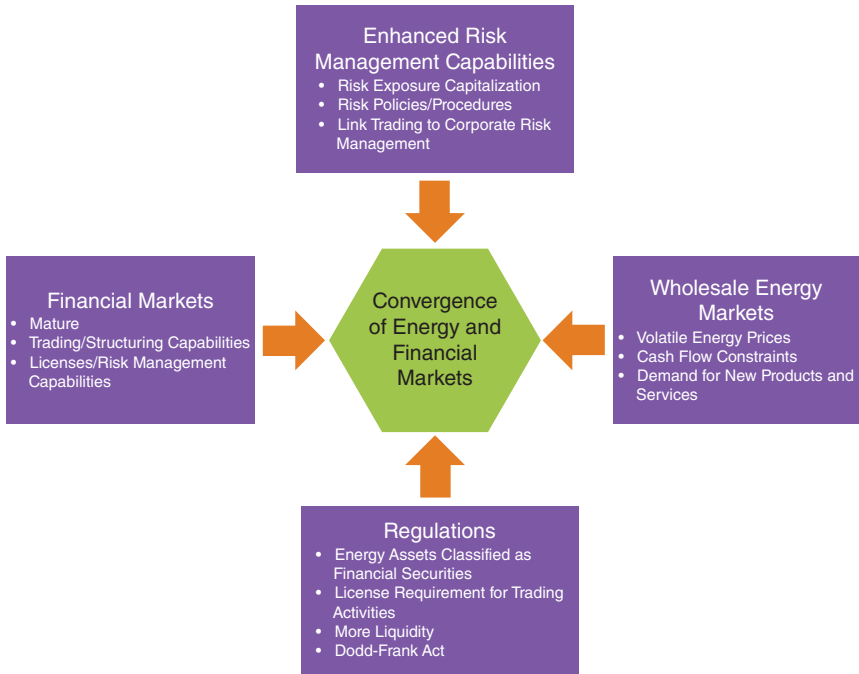 Enhanced Risk
Management Capabilities
• Risk Exposure Capitalization
• Risk Policies/Procedures
• Link Trading to Corporate Risk
Management
Financial Markets
• Mature
• Trading/Structuring Capabilities
• Licenses/Risk Management
Capabilities
Convergence
of Energy and
Financial
Markets
Wholesale Energy
Markets
• Volatile Energy Prices
• Cash Flow Constraints
• Demand for New Products and
Services
Regulations
• Energy Assets Classified as
Financial Securities
• License Requirement for Trading
Activities
• More Liquidity
• Dodd-Frank Act